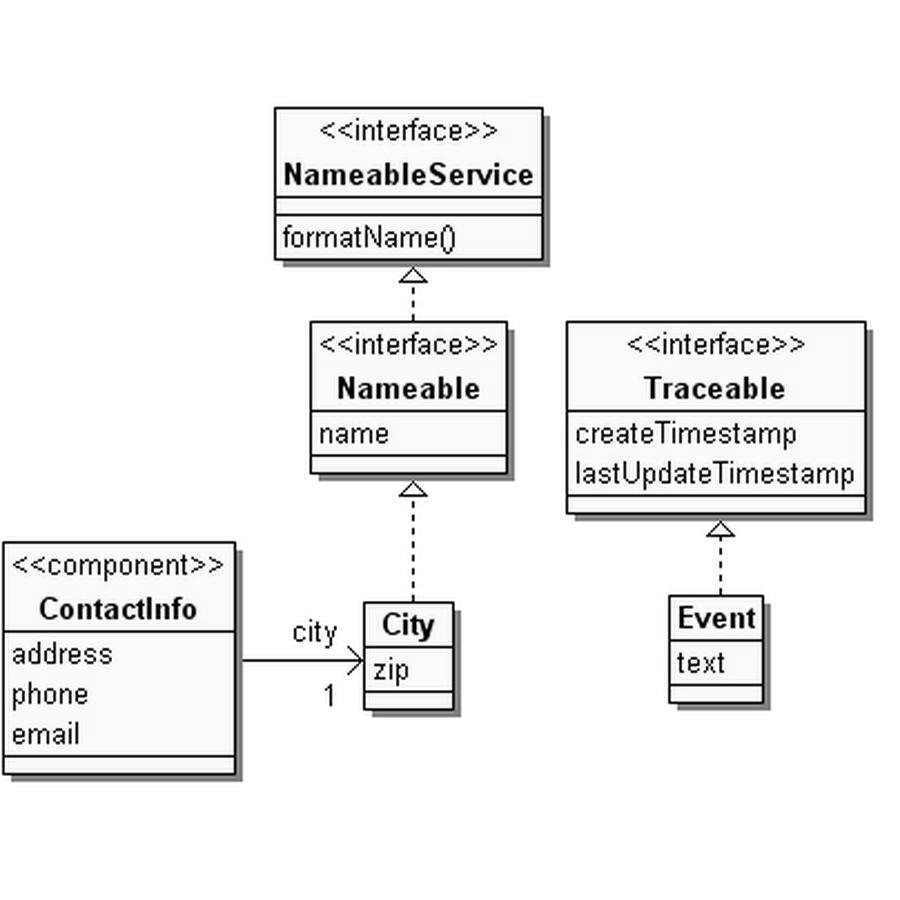 <<interface>>
NameableService
formatName()
<<interface>>
Nameable
name
<<interface>>
Traceable
createTimestamp
lastUpdateTimestamp
<<component>>
ContactInfo
address
phone
email
city
1
City
zip
Event
text